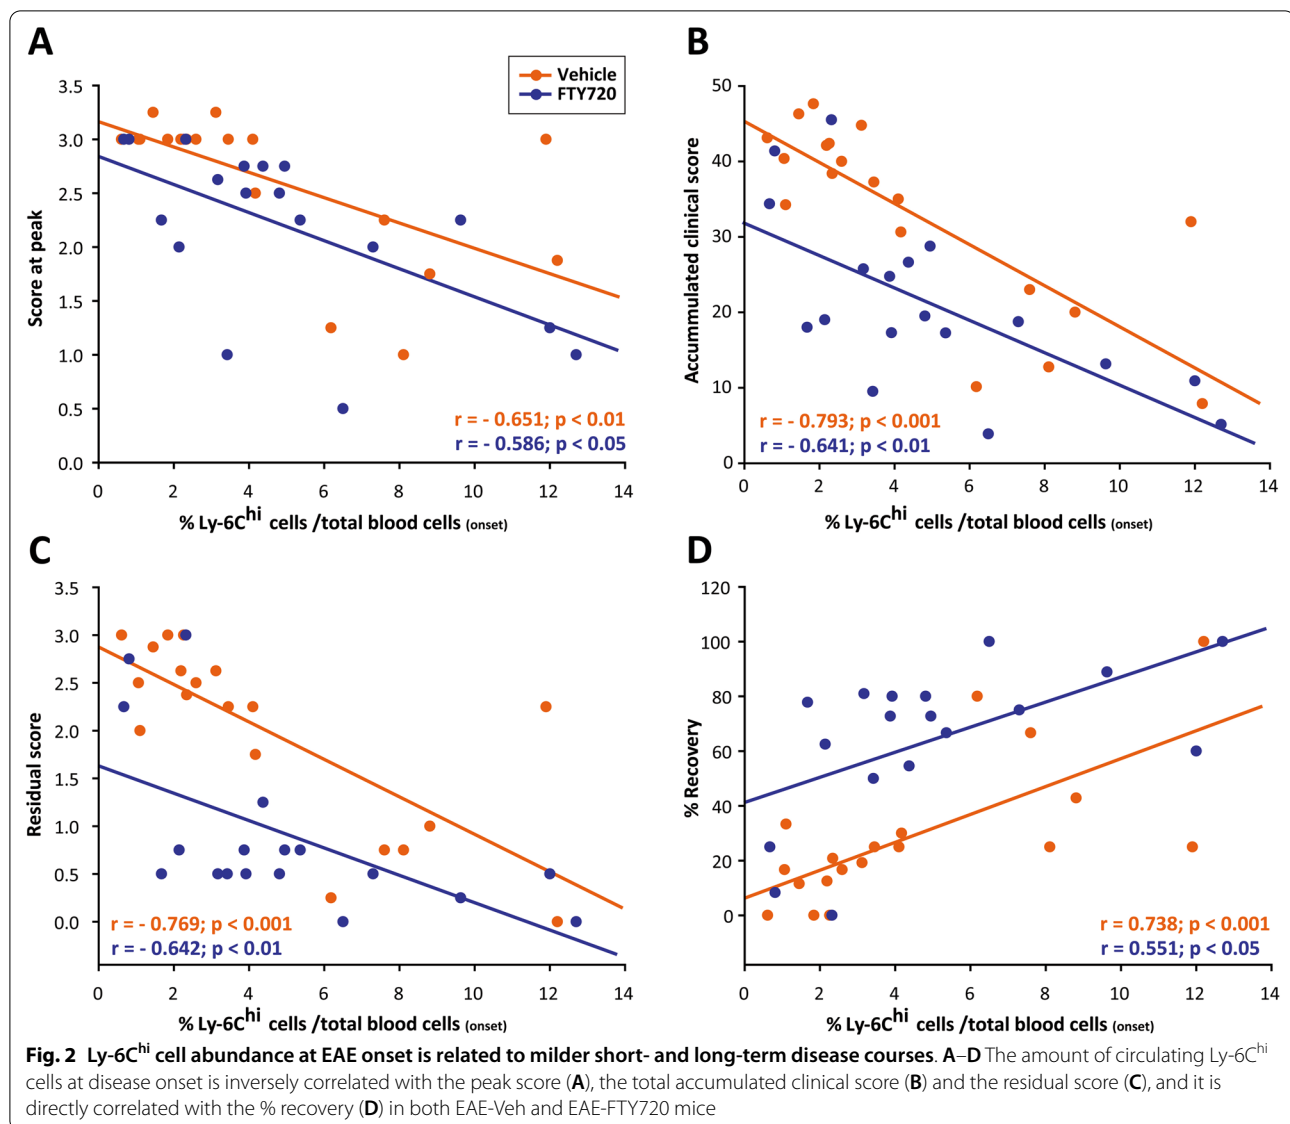 A
Vehicle
FTY720
3.5
3.0
2.5
2.0
1.5
1.0
0.5
0.0
Score at peak
r = - 0.651; p < 0.01
r = - 0.586; p < 0.05
0 2 4 6 8 10 12 14
% Ly-6Chi cells /total blood cells (onset)
B
50
40
30
20
10
0
Accummulated clinical score
r = - 0.793; p < 0.001
r = - 0.641; p < 0.01
0 2 4 6 8 10 12 14
% Ly-6Chi cells /total blood cells (onset)
C
3.5
3.0
2.5
2.0
1.5
1.0
0.5
0.0
Residual score
r = - 0.769; p < 0.001
r = - 0.642; p < 0.01
0 2 4 6 8 10 12 14
% Ly-6Chi cells /total blood cells (onset)
D
120
100
80
60
40
20
0
% Recovery
r = 0.738; p < 0.001
r = 0.551; p < 0.05
0 2 4 6 8 10 12 14
% Ly-6Chi cells /total blood cells (onset)
Fig. 2 Ly-6Chi cell abundance at EAE onset is related to milder short- and long-term disease courses. A–D The amount of circulating Ly-6Chi
cells at disease onset is inversely correlated with the peak score (A), the total accumulated clinical score (B) and the residual score (C), and it is
directly correlated with the % recovery (D) in both EAE-Veh and EAE-FTY720 mice